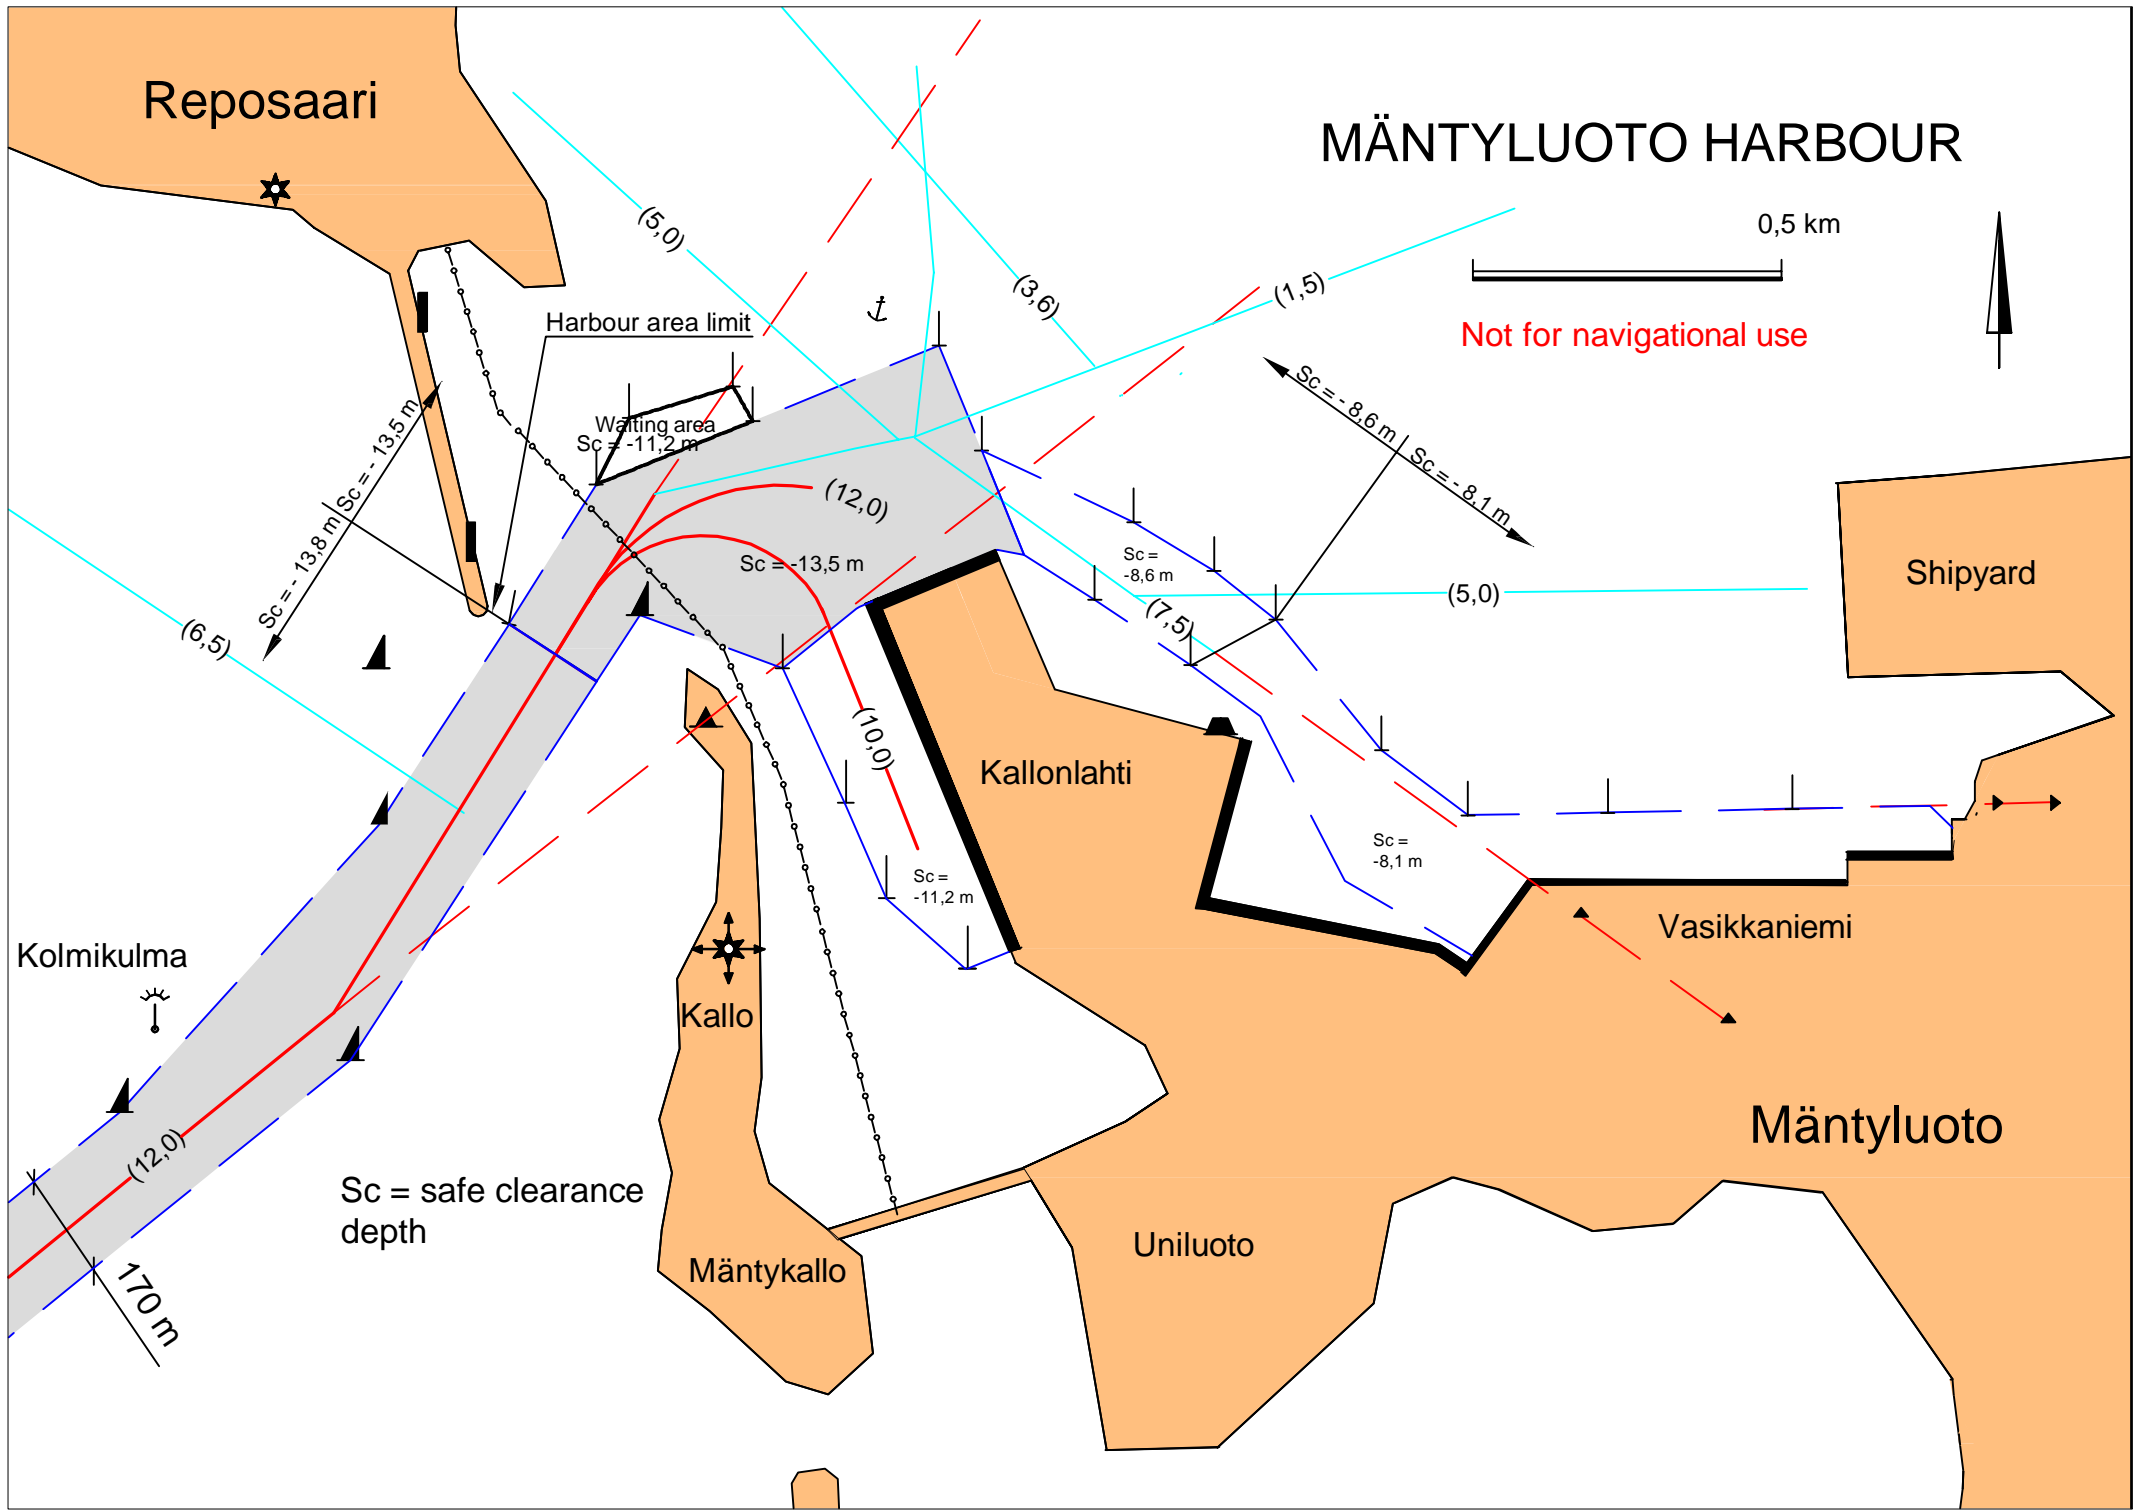 Reposaari
MÄNTYLUOTO HARBOUR
0,5 km
(5,0)
(3,6)
(1,5)
Harbour area limit
Not for navigational use
Sc = - 13,5 m
Sc = - 13,8 m
Waiting area
Sc = -11,2 m
Sc = - 8,6 m
Sc = - 8,1 m
(12,0)
Sc = -13,5 m
Sc =
-8,6 m
Shipyard
(5,0)
(7,5)
(6,5)
(10,0)
Kallonlahti
Sc =
-8,1 m
Sc =
-11,2 m
Vasikkaniemi
Kolmikulma
Kallo
Mäntyluoto
(12,0)
Sc = safe clearance
depth
170 m
Mäntykallo
Uniluoto